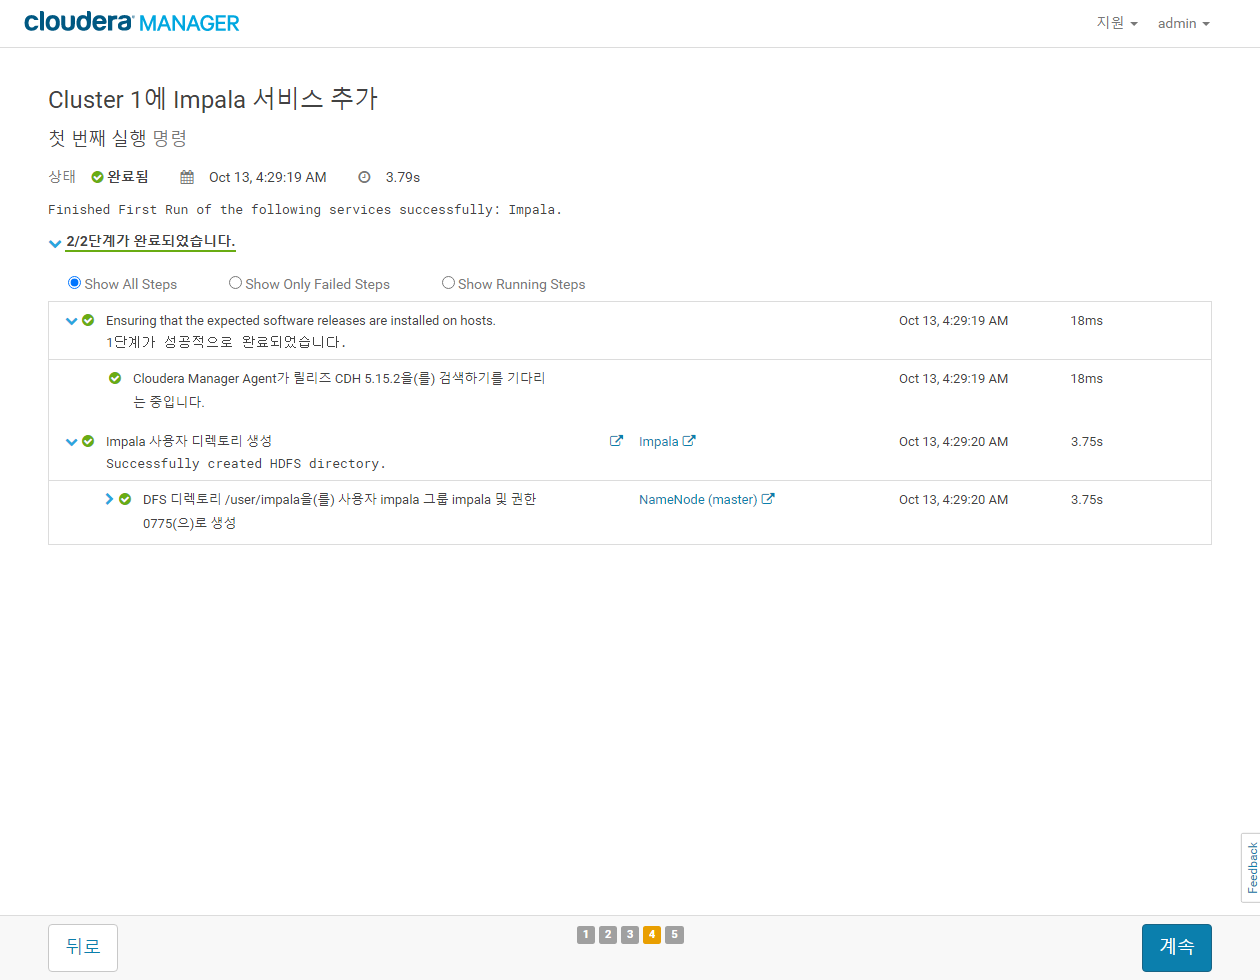 cloudera MANAGER
지원
admin
Cluster 1에 Impala 서비스 추가
첫 번째 실행 명령
상태 완료됨 Oct 13, 4:29:19 AM 3.79s
Finished First Run of the following services successfully: Impala.
2/2단계가 완료되었습니다.
Show All Steps Show Only Failed Steps Show Running Steps
Ensuring that the expected software releases are installed on hosts. Oct 13, 4:29:19 AM 18ms
1단계가 성공적으로 완료되었습니다.
Cloudera Manager Agent가 릴리즈 CDH 5.15.2을(를) 검색하기를 기다리 Oct 13, 4:29:19 AM 18ms
는 중입니다.
Impala 사용자 디렉토리 생성 Impala Oct 13, 4:29:20 AM 3.75s
Successfully created HDFS directory.
DFS 디렉토리 /user/impala을(를) 사용자 impala 그룹 impala 및 권한 NameNode (master) Oct 13, 4:29:20 AM 3.75s
0775(으)로 생성
Feedback
뒤로
1 2 3 4 5
계속